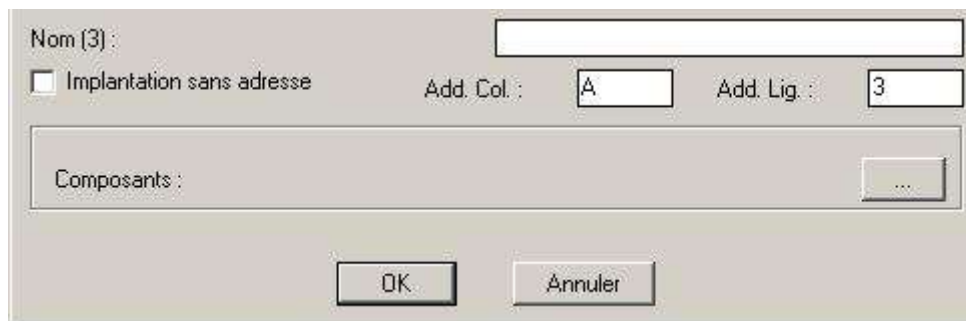 Nom (3) :
Implantation sans adresse Add. Col. : A Add. Lig. : 3
Composants : ...
OK Annuler